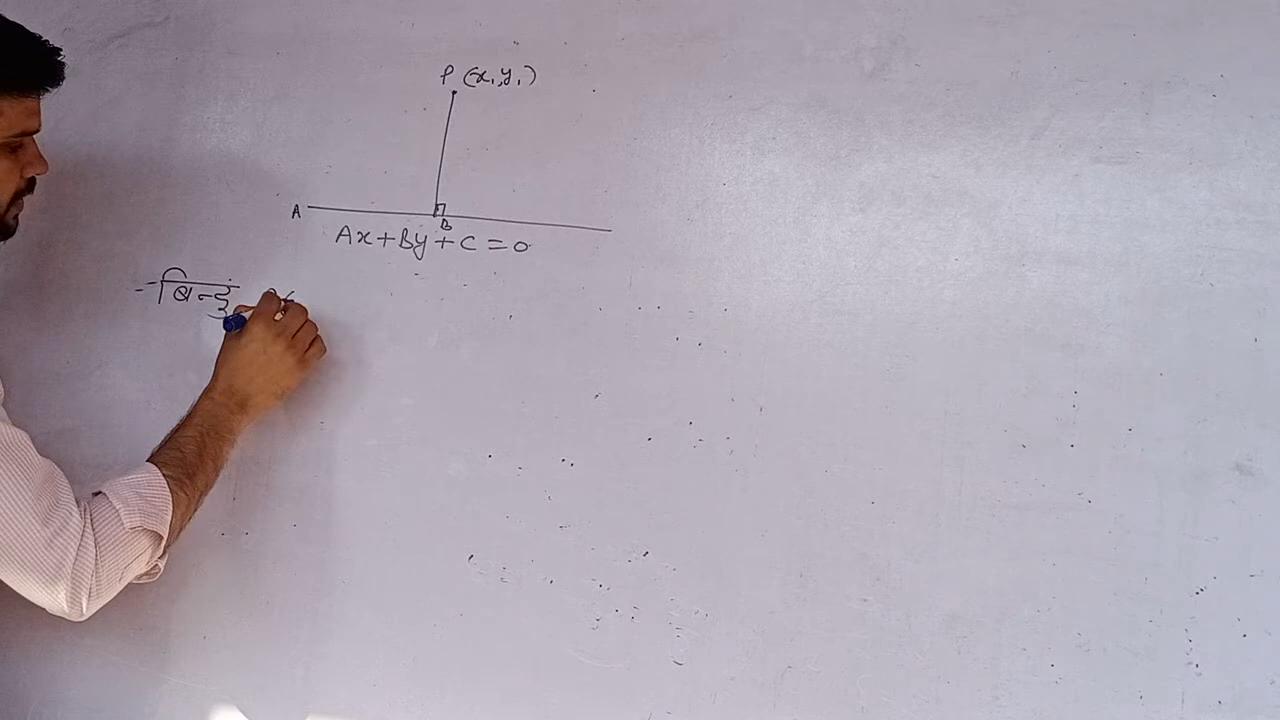 P (x₁, y₁)
A
B
Ax + By + C = 0
-- बिन्दु